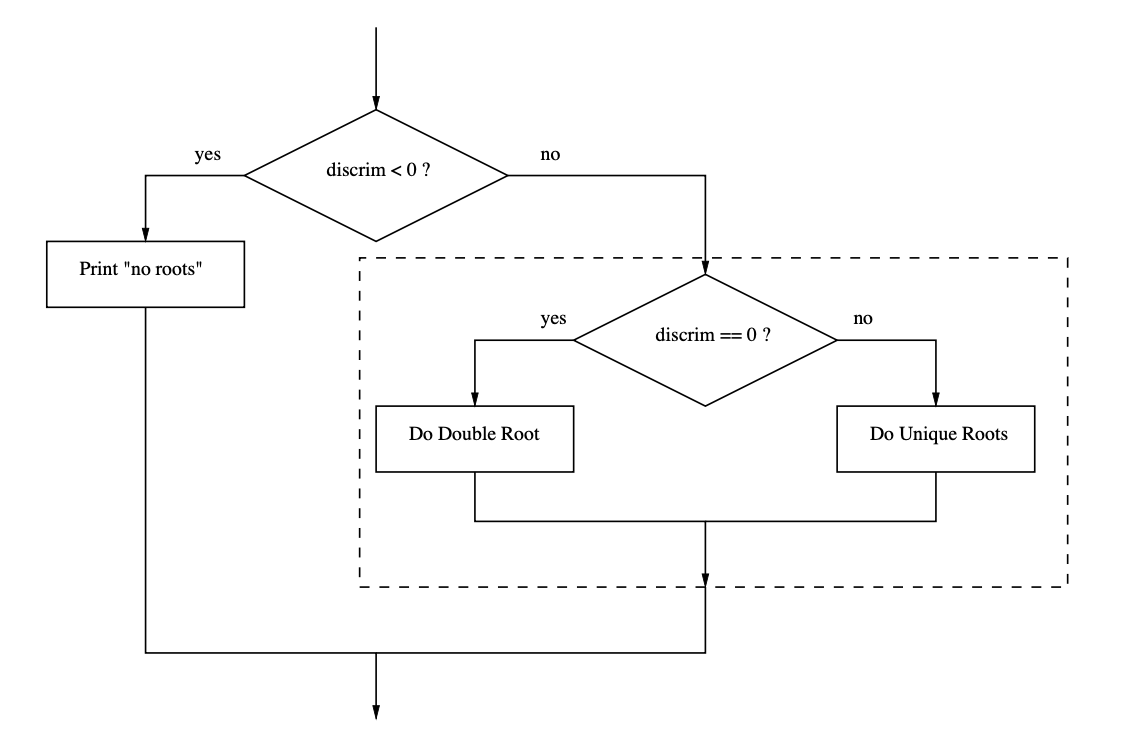 yes
discrim < 0 ?
no
Print "no roots"
yes
discrim == 0 ?
no
Do Double Root
Do Unique Roots